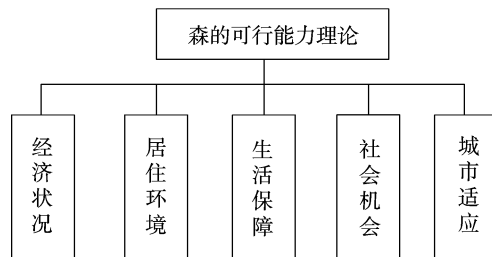 森的可行能力理论
经济状况
居住环境
生活保障
社会机会
城市适应